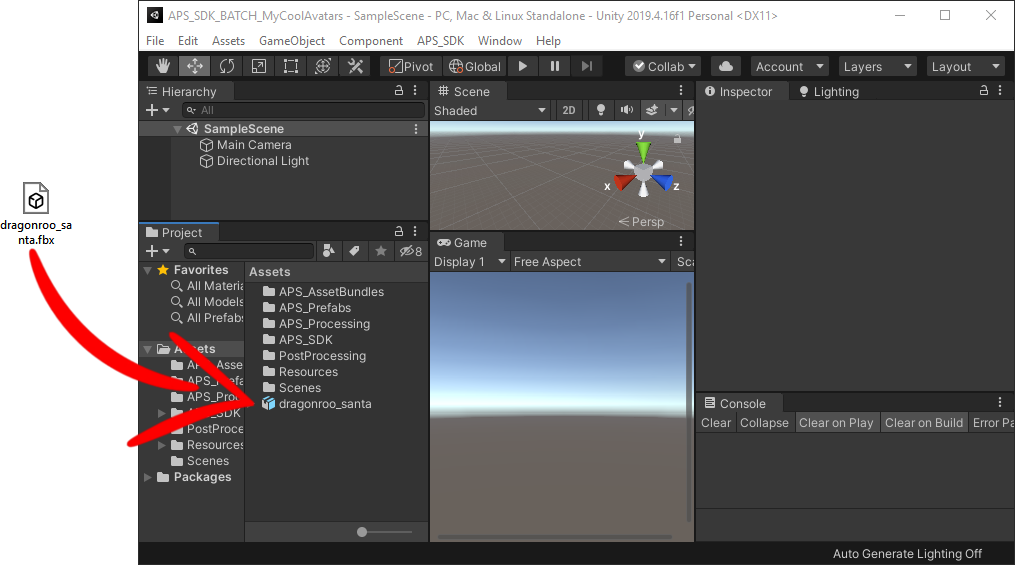 APS_SDK_BATCH_MyCoolAvatars - SampleScene - PC, Mac & Linux Standalone - Unity 2019.4.16f1 Personal <DX11>
File Edit Assets GameObject Component APS_SDK Window Help
Pivot Global Collab Account Layers Layout
Hierarchy
All
SampleScene
Main Camera
Directional Light
Scene
Shaded 2D
y
x z
Persp
Inspector Lighting
dragonroo_sa
nta.fbx
Project
8
Favorites
All Materia
All Models
All Prefabs
Assets
APS_Asse
APS_Prefa
APS_Proc
APS_SDK
PostProce
Resources
Scenes
Packages
Assets
APS_AssetBundles
APS_Prefabs
APS_Processing
APS_SDK
PostProcessing
Resources
Scenes
dragonroo_santa
Game
Display 1 Free Aspect Sca
Console
Clear Collapse Clear on Play Clear on Build Error Pa
Auto Generate Lighting Off